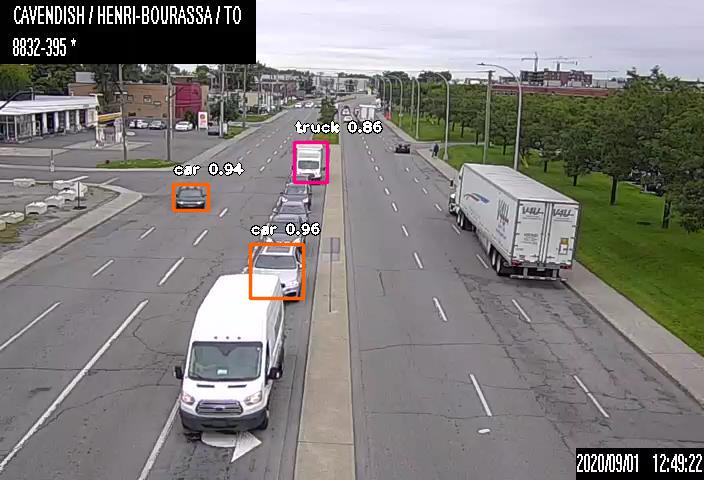 CAVENDISH / HENRI-BOURASSA / TO
8832-395 *
truck 0.86
car 0.94
car 0.96
2020/09/01 12:49:22